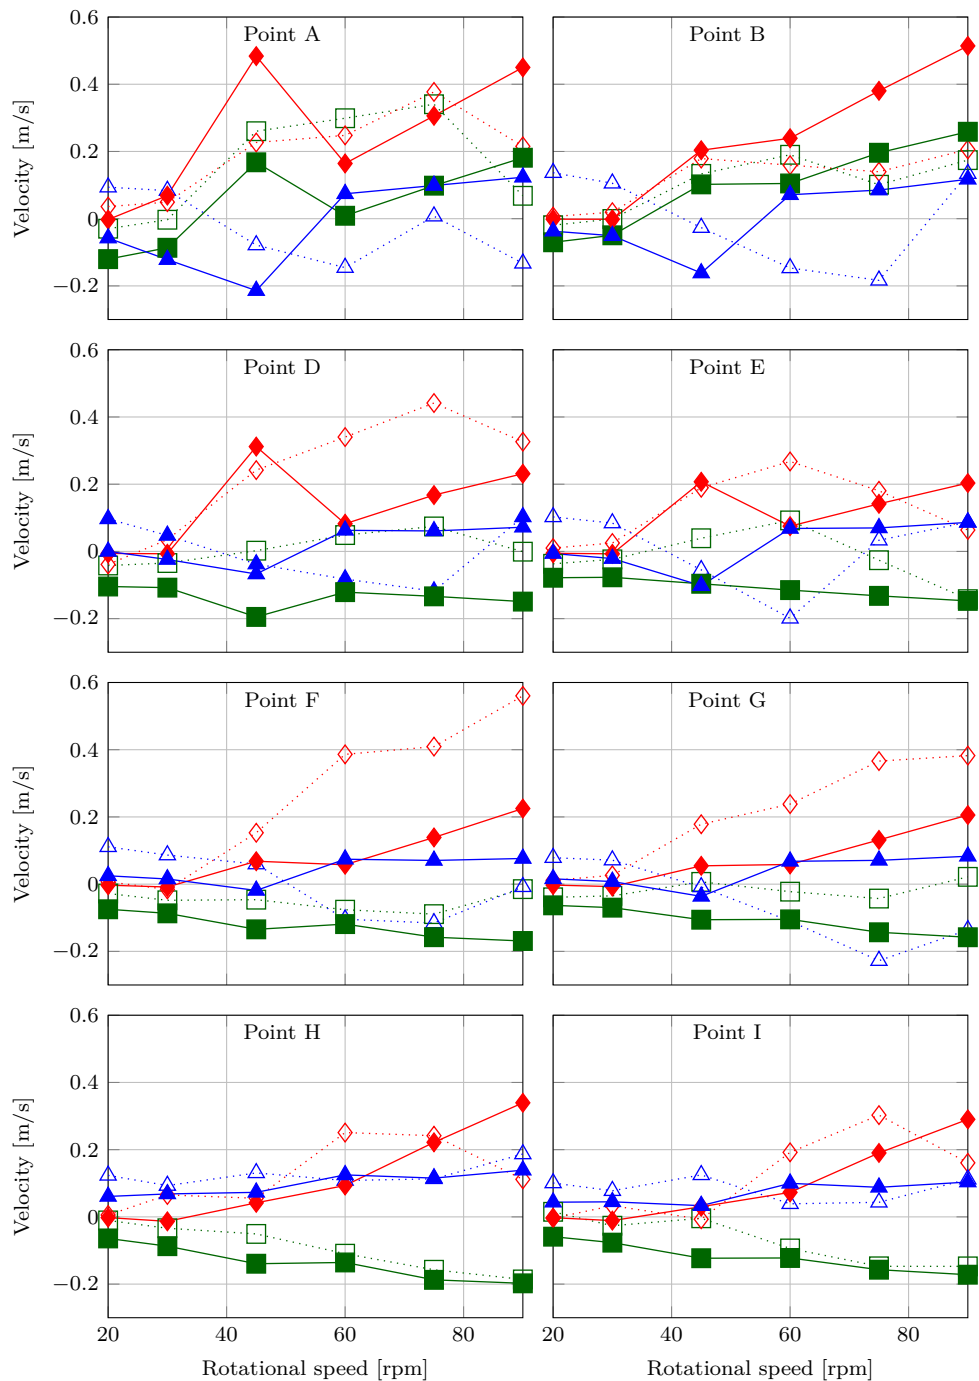 0.6
0.4
0.2
0
−0.2
Velocity [m/s]
Point A
Point B
0.6
0.4
0.2
0
−0.2
Velocity [m/s]
Point D
Point E
0.6
0.4
0.2
0
−0.2
Velocity [m/s]
Point F
Point G
0.6
0.4
0.2
0
−0.2
Velocity [m/s]
Point H
Point I
20 40 60 80
20 40 60 80
Rotational speed [rpm]
Rotational speed [rpm]